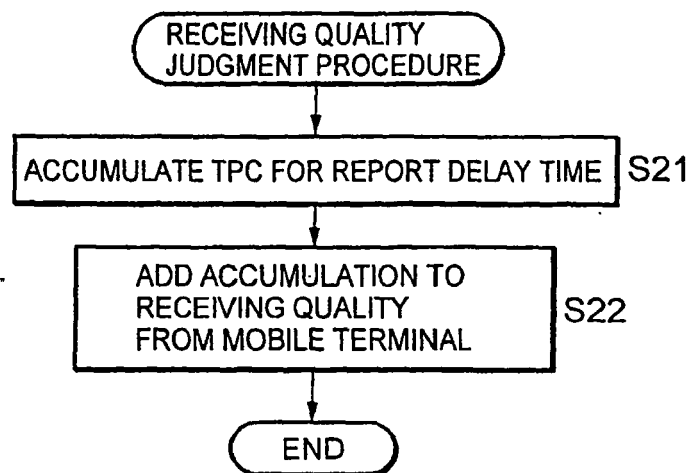 RECEIVING QUALITY
JUDGMENT PROCEDURE
ACCUMULATE TPC FOR REPORT DELAY TIME
S21
ADD ACCUMULATION TO
RECEIVING QUALITY
FROM MOBILE TERMINAL
S22
END